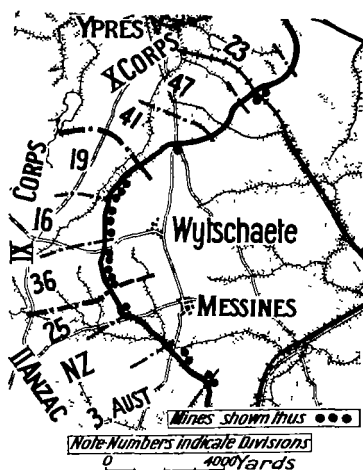 YPRES
X CORPS
23
47
41
19
IX CORPS
16
Wytschaete
36
MESSINES
25
II ANZAC
NZ
3 AUST
Mines shown thus
Note-Numbers indicate Divisions
0 4000 Yards